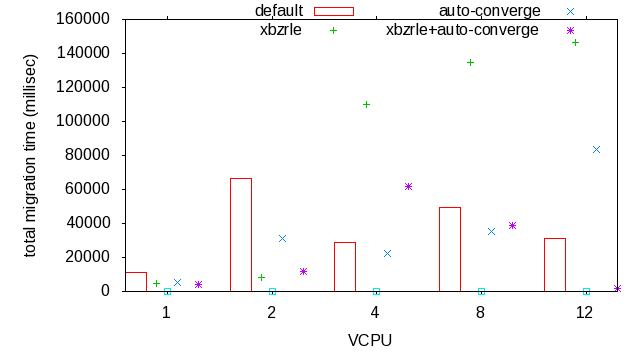 default
xbzrle
auto-converge
xbzrle+auto-converge
total migration time (millisec)
160000
140000
120000
100000
80000
60000
40000
20000
0
1 2 4 8 12
VCPU